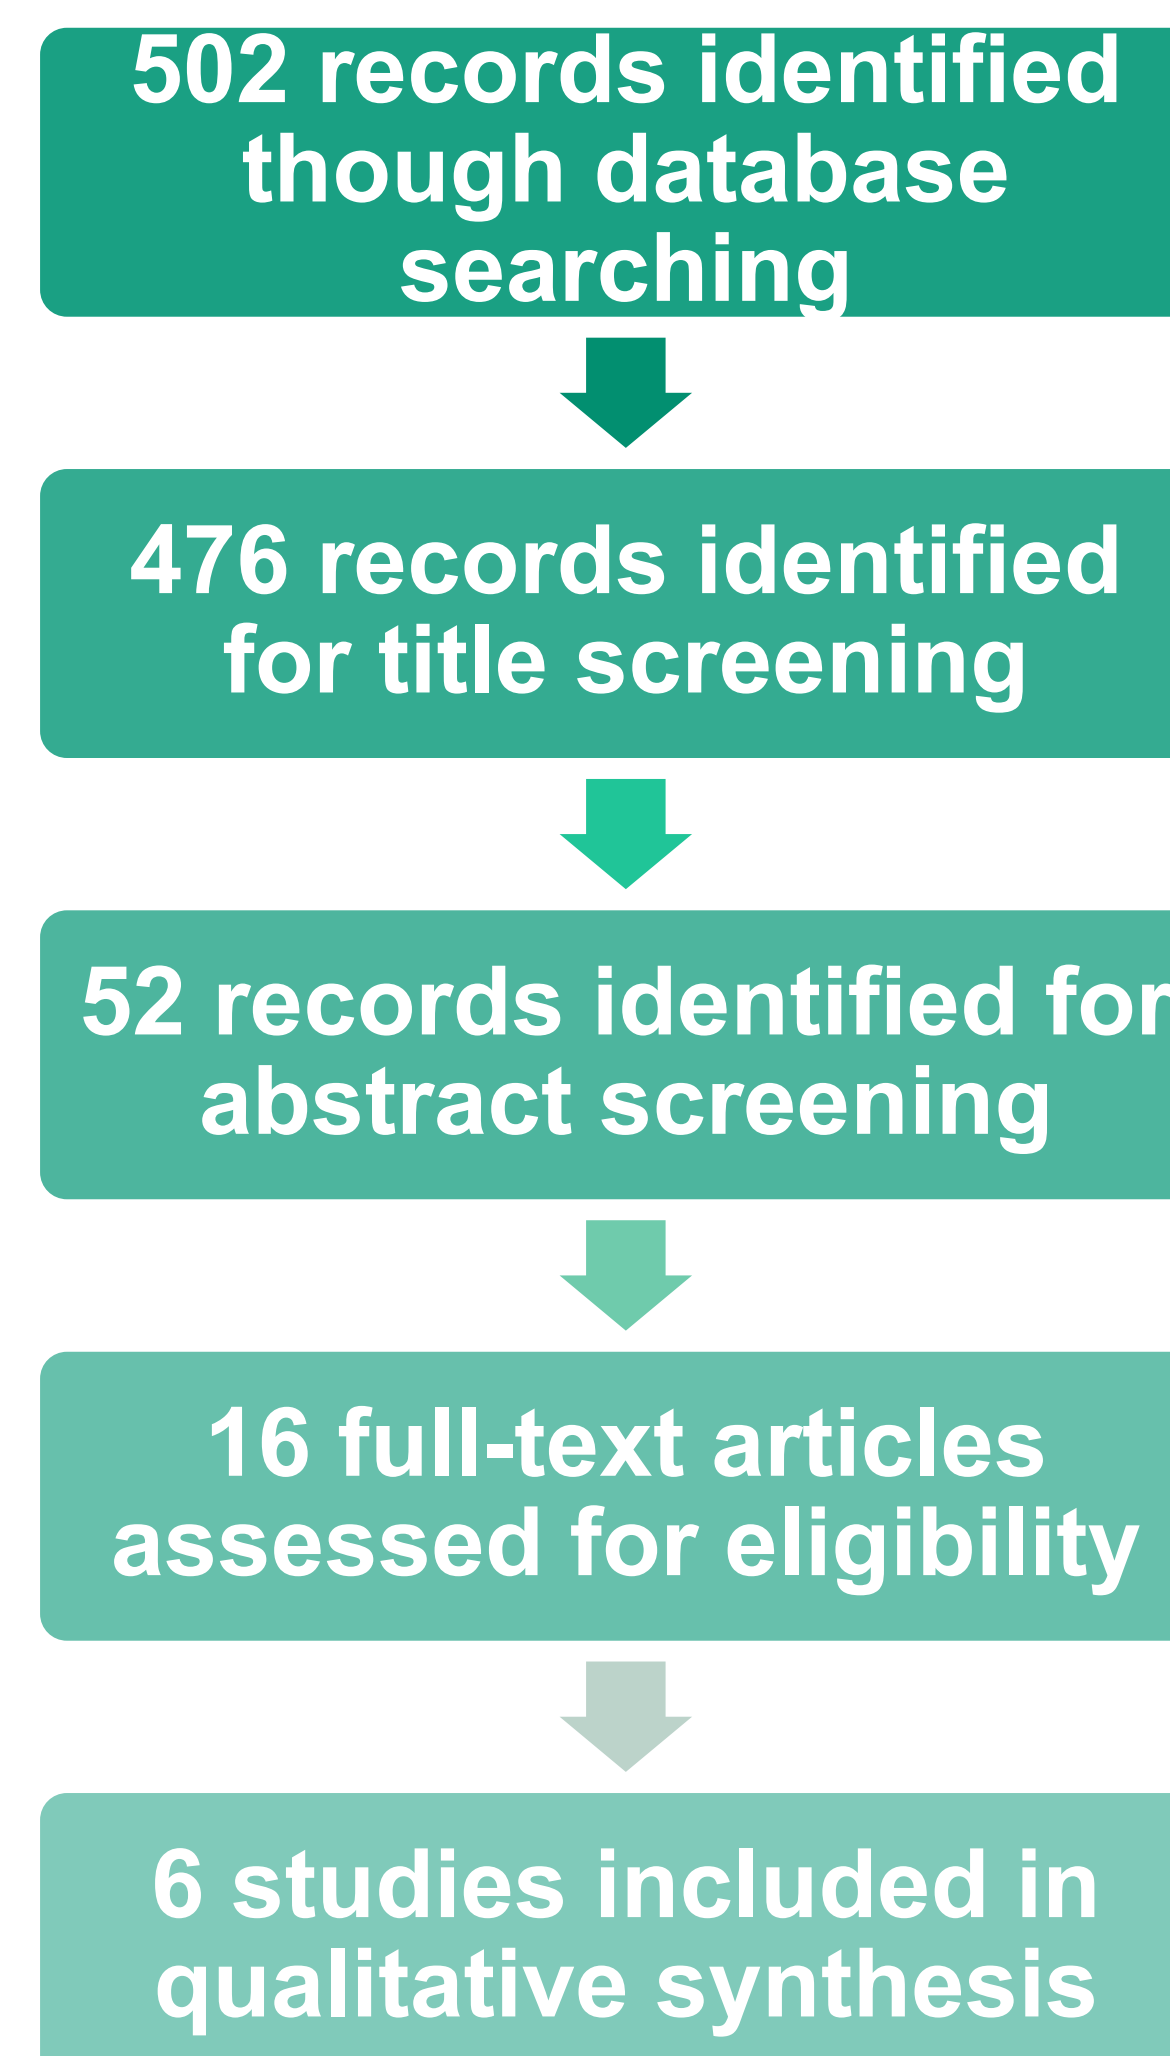 502 records identified
though database
searching
476 records identified
for title screening
52 records identified for
abstract screening
16 full-text articles
assessed for eligibility
6 studies included in
qualitative synthesis